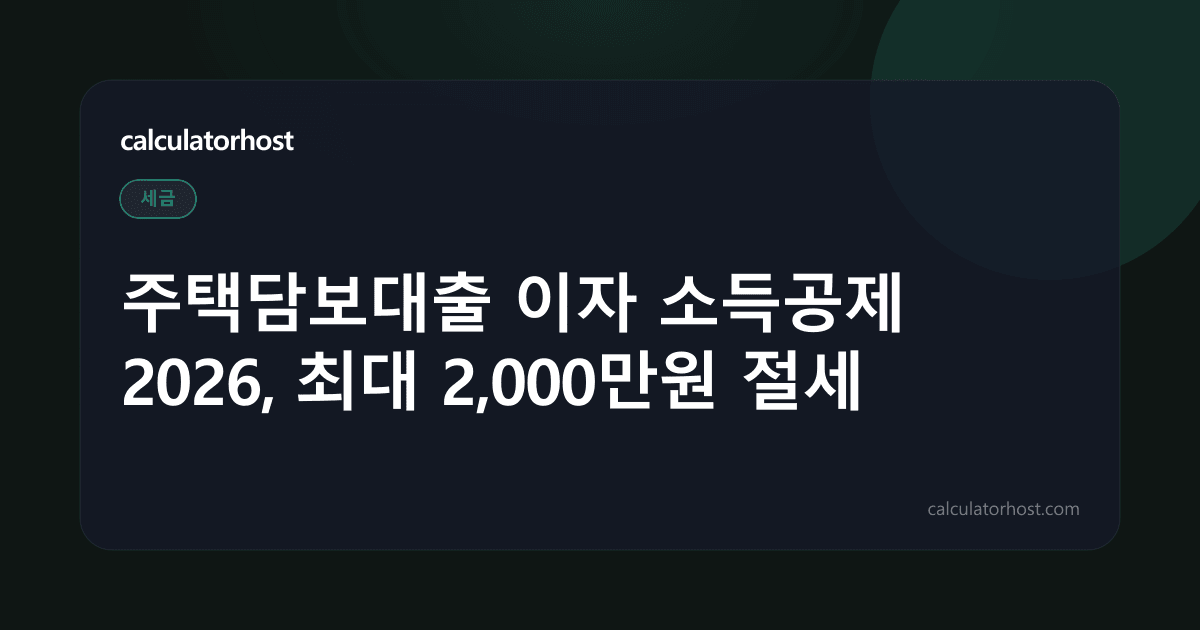 calculatorhost
세금
주택담보대출 이자 소득공제
2026, 최대 2,000만원 절세
calculatorhost.com